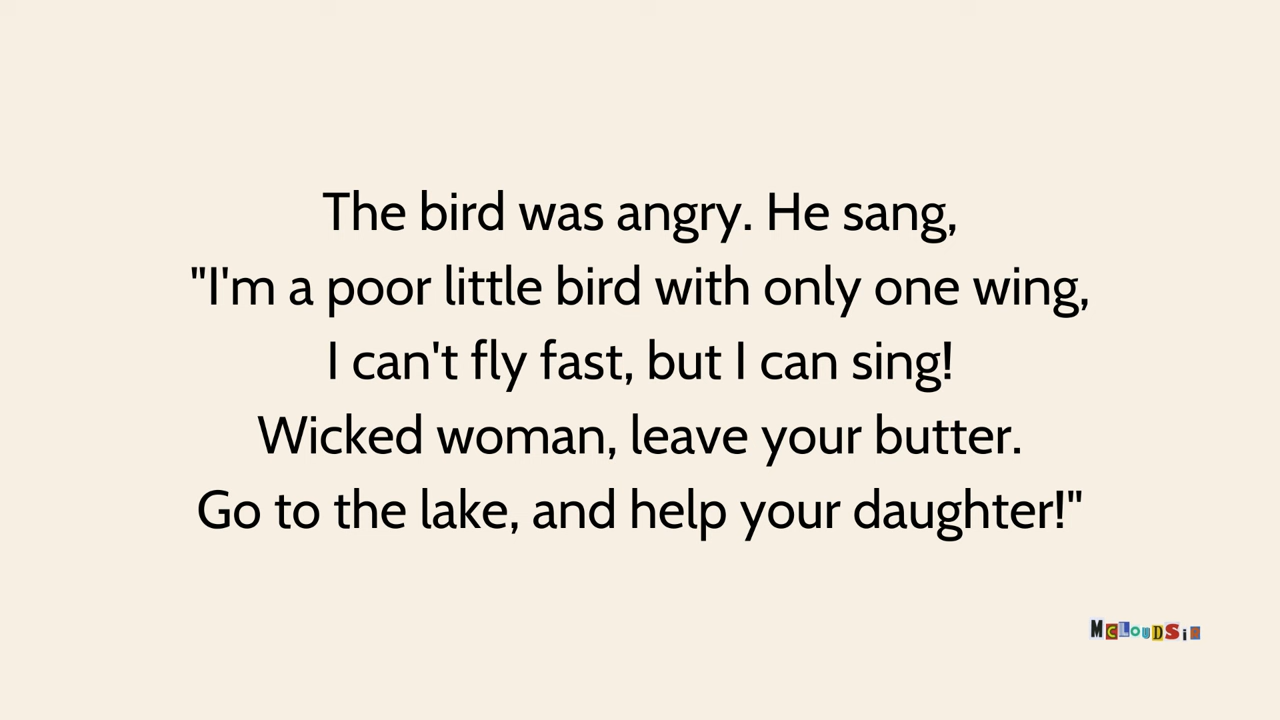 The bird was angry. He sang,
"I'm a poor little bird with only one wing,
I can't fly fast, but I can sing!
Wicked woman, leave your butter.
Go to the lake, and help your daughter!"